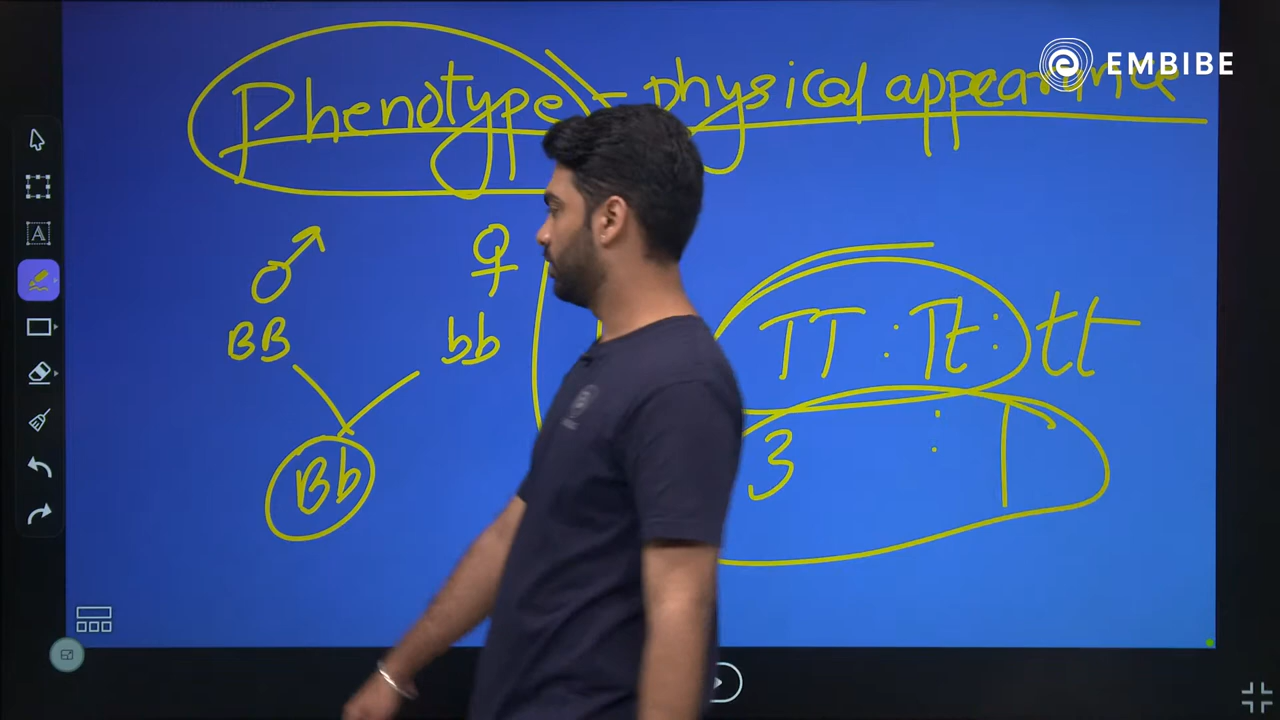 EMBIBE
Phenotype - physical appearance
♂ ♀
BB bb
Bb
TT : Tt : tt
3 : 1
A